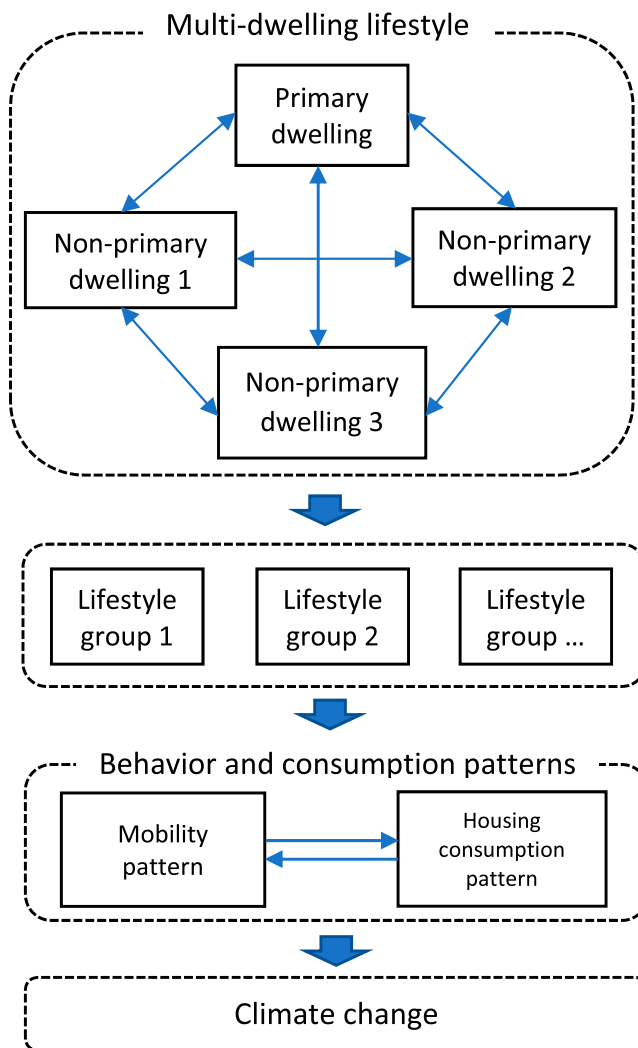 Multi-dwelling lifestyle
Primary
dwelling
Non-primary
dwelling 1
Non-primary
dwelling 2
Non-primary
dwelling 3
Lifestyle
group 1
Lifestyle
group 2
Lifestyle
group ...
Behavior and consumption patterns
Mobility
pattern
Housing
consumption
pattern
Climate change